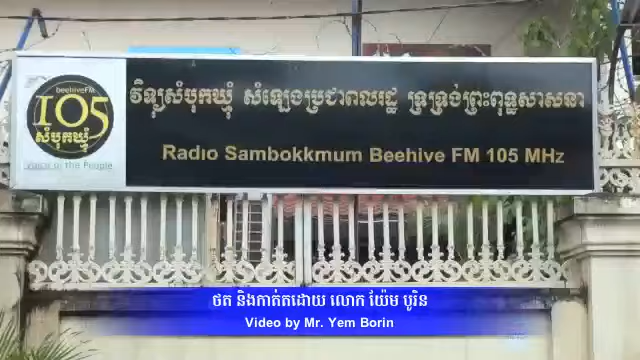 beehiveFM
105
សំបុកឃ្មុំ
Voice of the People
វិទ្យុសំបុកឃ្មុំ សំឡេងប្រជាពលរដ្ឋ ទ្រទ្រង់ព្រះពុទ្ធសាសនា
Radio Sambokkmum Beehive FM 105 MHz
ថត និងកាត់តដោយ លោក យ៉ែម បូរិន
Video by Mr. Yem Borin